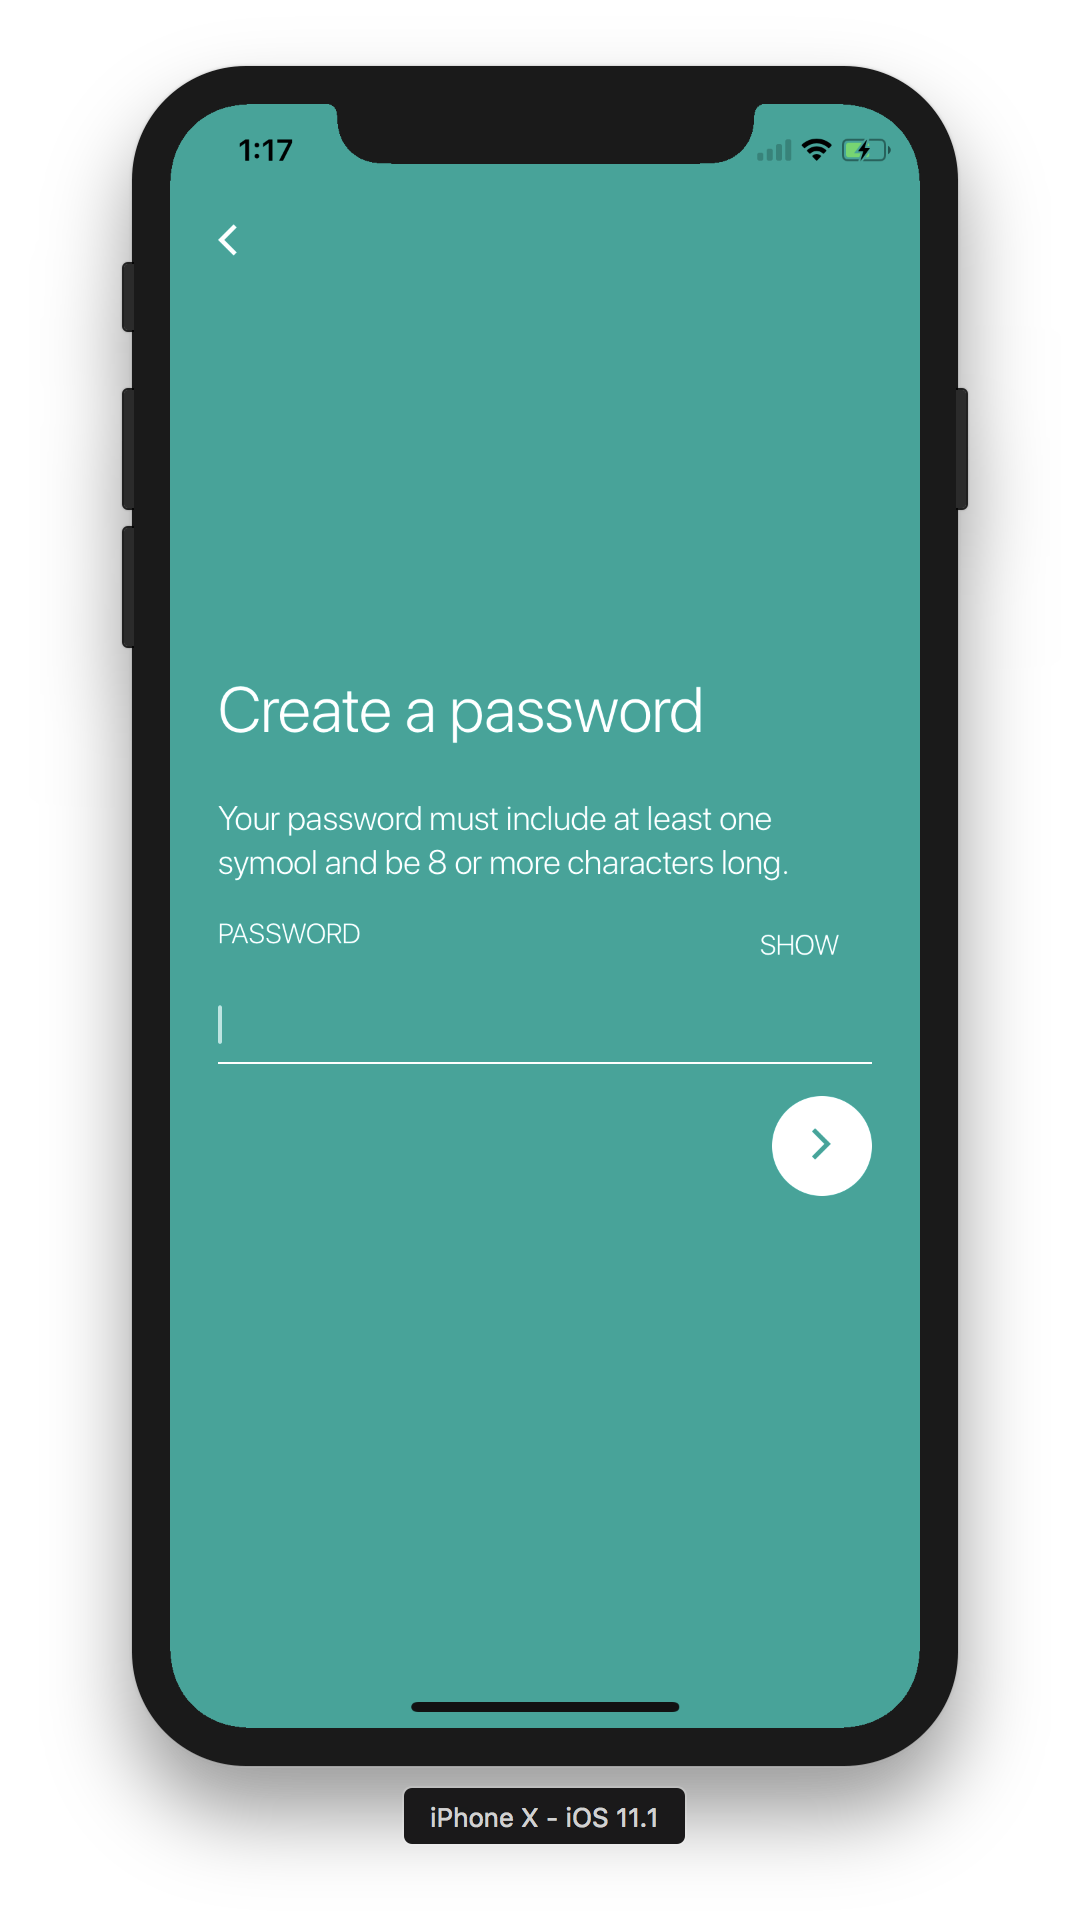 1:17
Create a password
Your password must include at least one
symool and be 8 or more characters long.
PASSWORD
SHOW
iPhone X - iOS 11.1